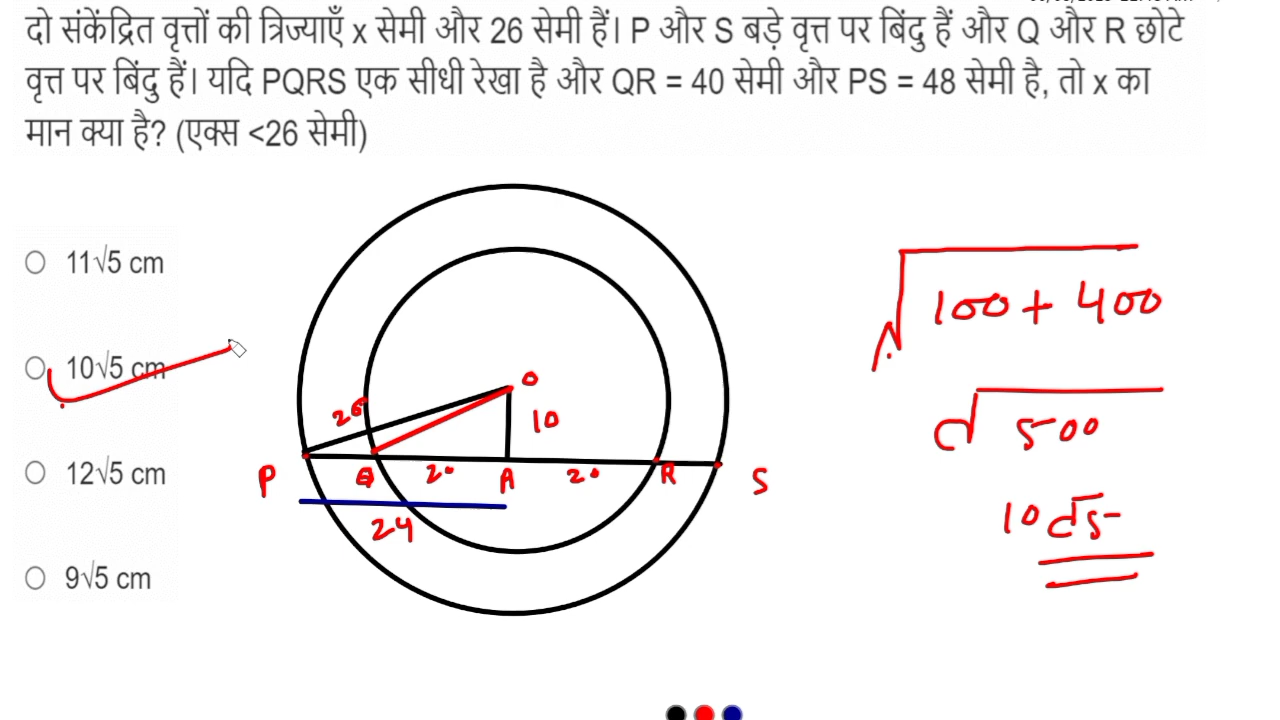 दो संकेंद्रित वृत्तों की त्रिज्याएँ x सेमी और 26 सेमी हैं। P और S बड़े वृत्त पर बिंदु हैं और Q और R छोटे
वृत्त पर बिंदु हैं। यदि PQRS एक सीधी रेखा है और QR = 40 सेमी और PS = 48 सेमी है, तो x का
मान क्या है? (एक्स <26 सेमी)
11√5 cm
10√5 cm
12√5 cm
9√5 cm
O
26
10
P Q 20 A 20 R S
24
√100 + 400
√500
10√5